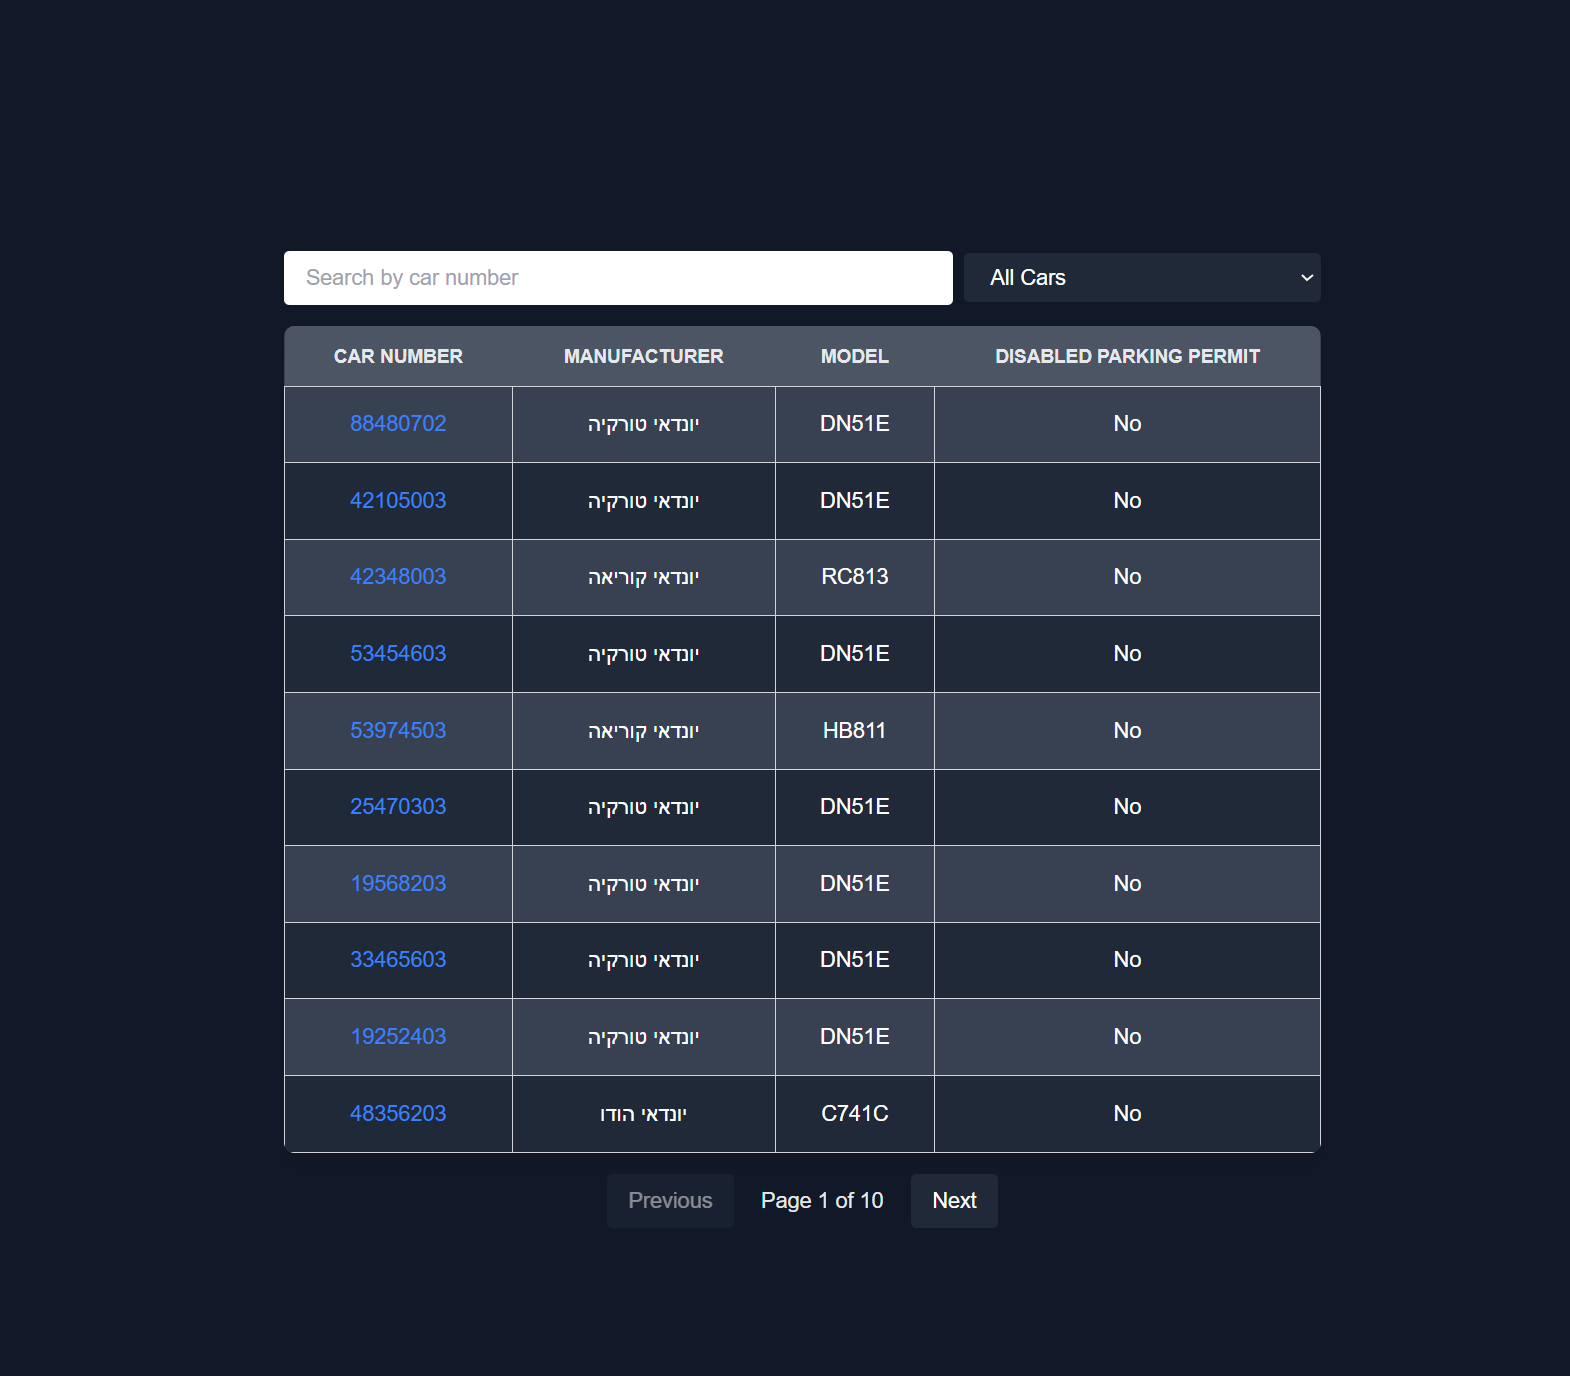 Search by car number All Cars
CAR NUMBER MANUFACTURER MODEL DISABLED PARKING PERMIT
88480702 יונדאי טורקיה DN51E No
42105003 יונדאי טורקיה DN51E No
42348003 יונדאי קוריאה RC813 No
53454603 יונדאי טורקיה DN51E No
53974503 יונדאי קוריאה HB811 No
25470303 יונדאי טורקיה DN51E No
19568203 יונדאי טורקיה DN51E No
33465603 יונדאי טורקיה DN51E No
19252403 יונדאי טורקיה DN51E No
48356203 יונדאי הודו C741C No
Previous Page 1 of 10 Next